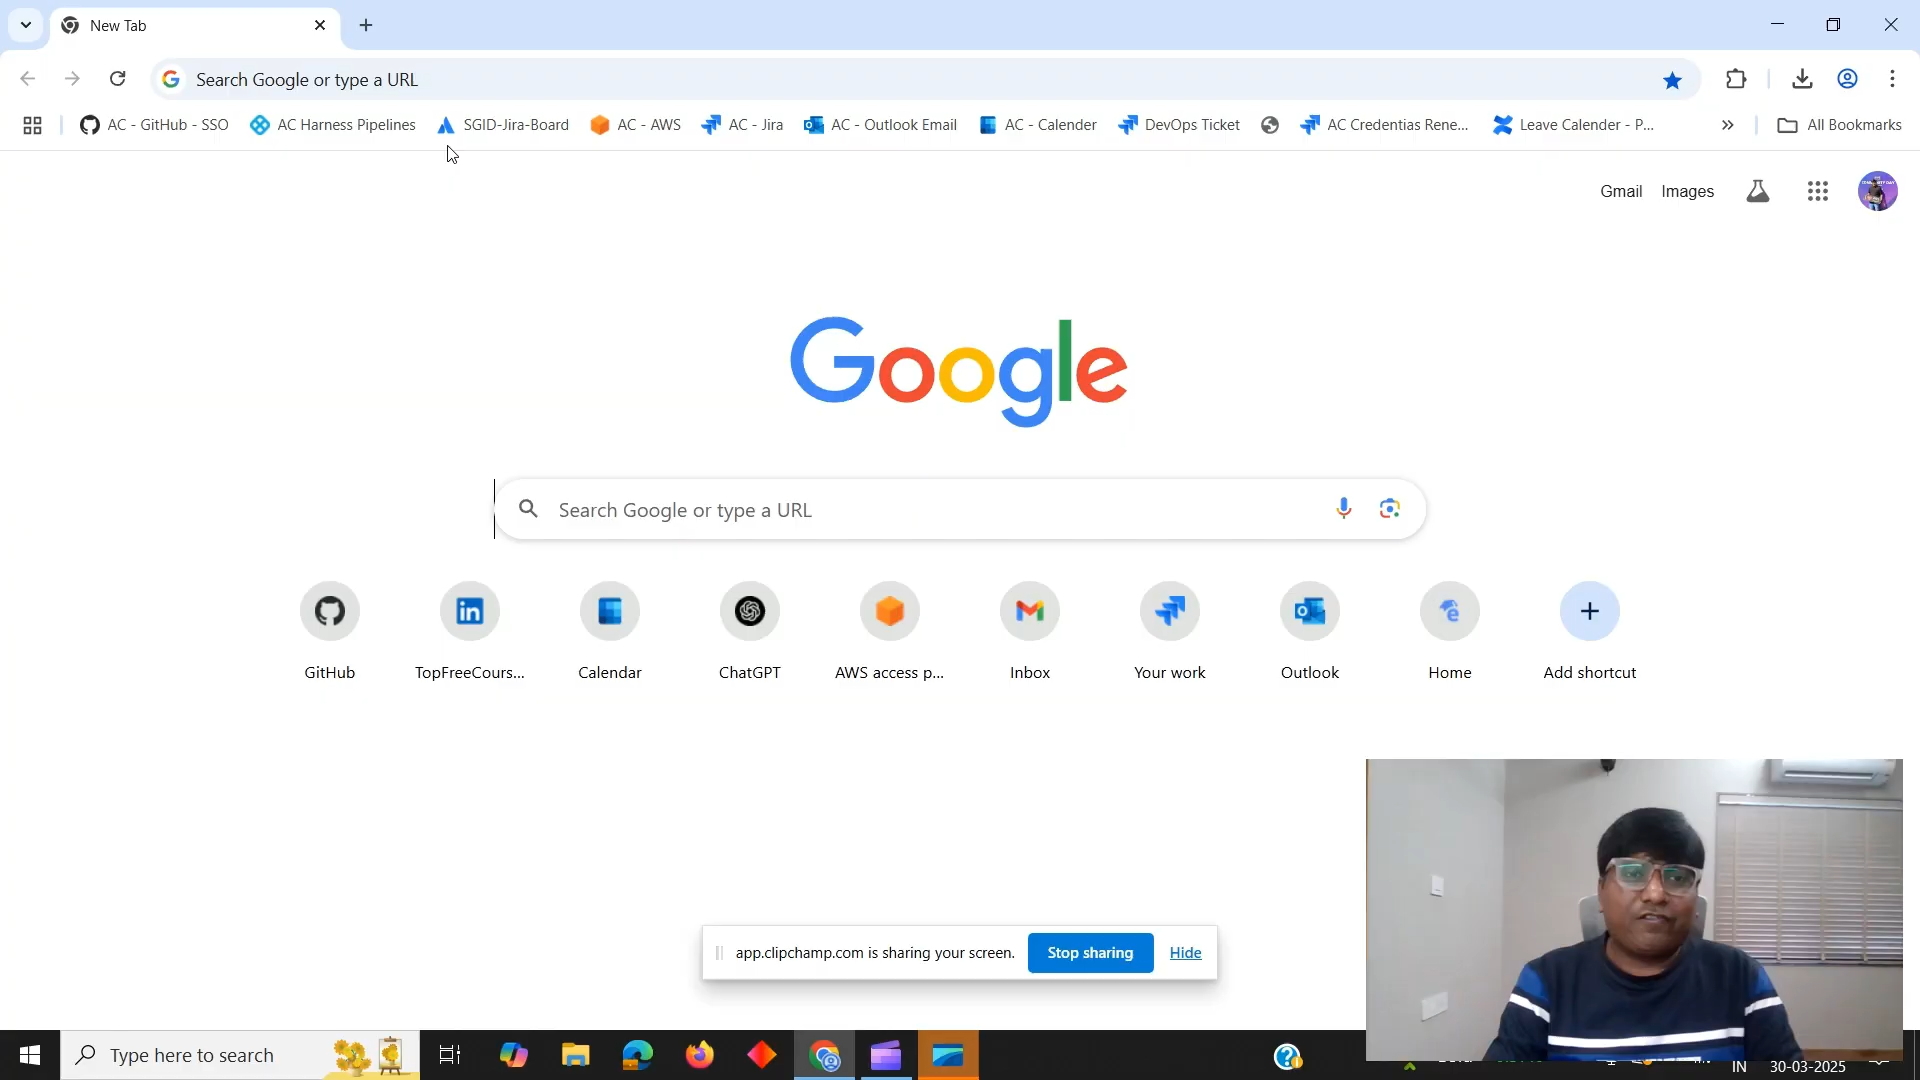 New Tab
Search Google or type a URL
AC - GitHub - SSO
AC Harness Pipelines
SGID-Jira-Board
AC - AWS
AC - Jira
AC - Outlook Email
AC - Calender
DevOps Ticket
AC Credentias Rene...
Leave Calender - P...
All Bookmarks
Gmail
Images
Google
Search Google or type a URL
GitHub
TopFreeCours...
Calendar
ChatGPT
AWS access p...
Inbox
Your work
Outlook
Home
Add shortcut
app.clipchamp.com is sharing your screen.
Stop sharing
Hide
Type here to search
IN
30-03-2025